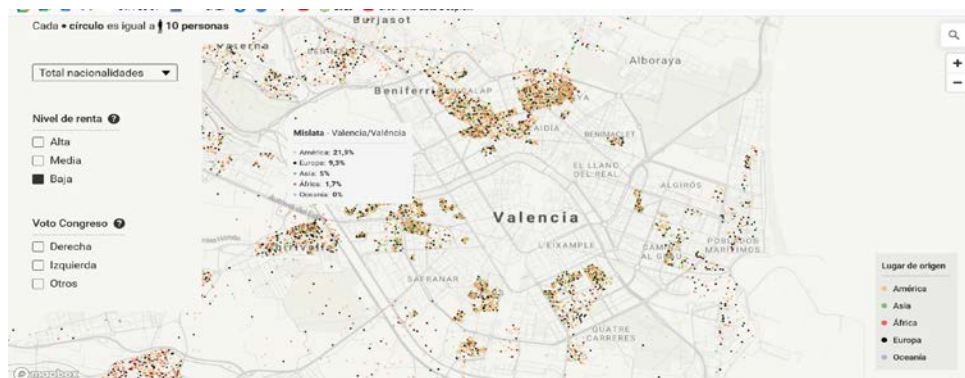 Cada • círculo es igual a 10 personas
Total nacionalidades
Nivel de renta
Alta
Media
Baja
Voto Congreso
Derecha
Izquierda
Otros
Burjasot
Alboraya
Beniferri
Mislata - Valencia/València
América: 21,9%
Europa: 9,3%
Asia: 5%
África: 1,7%
Oceanía: 0%
BENIMACLET
EL LLANO
DEL REAL
ALGIRÓS
Valencia
L'EIXAMPLE
POBLADOS
MARÍTIMOS
SAFRANAR
QUATRE
CARRERES
Lugar de origen
América
Asia
África
Europa
Oceanía
mapbox